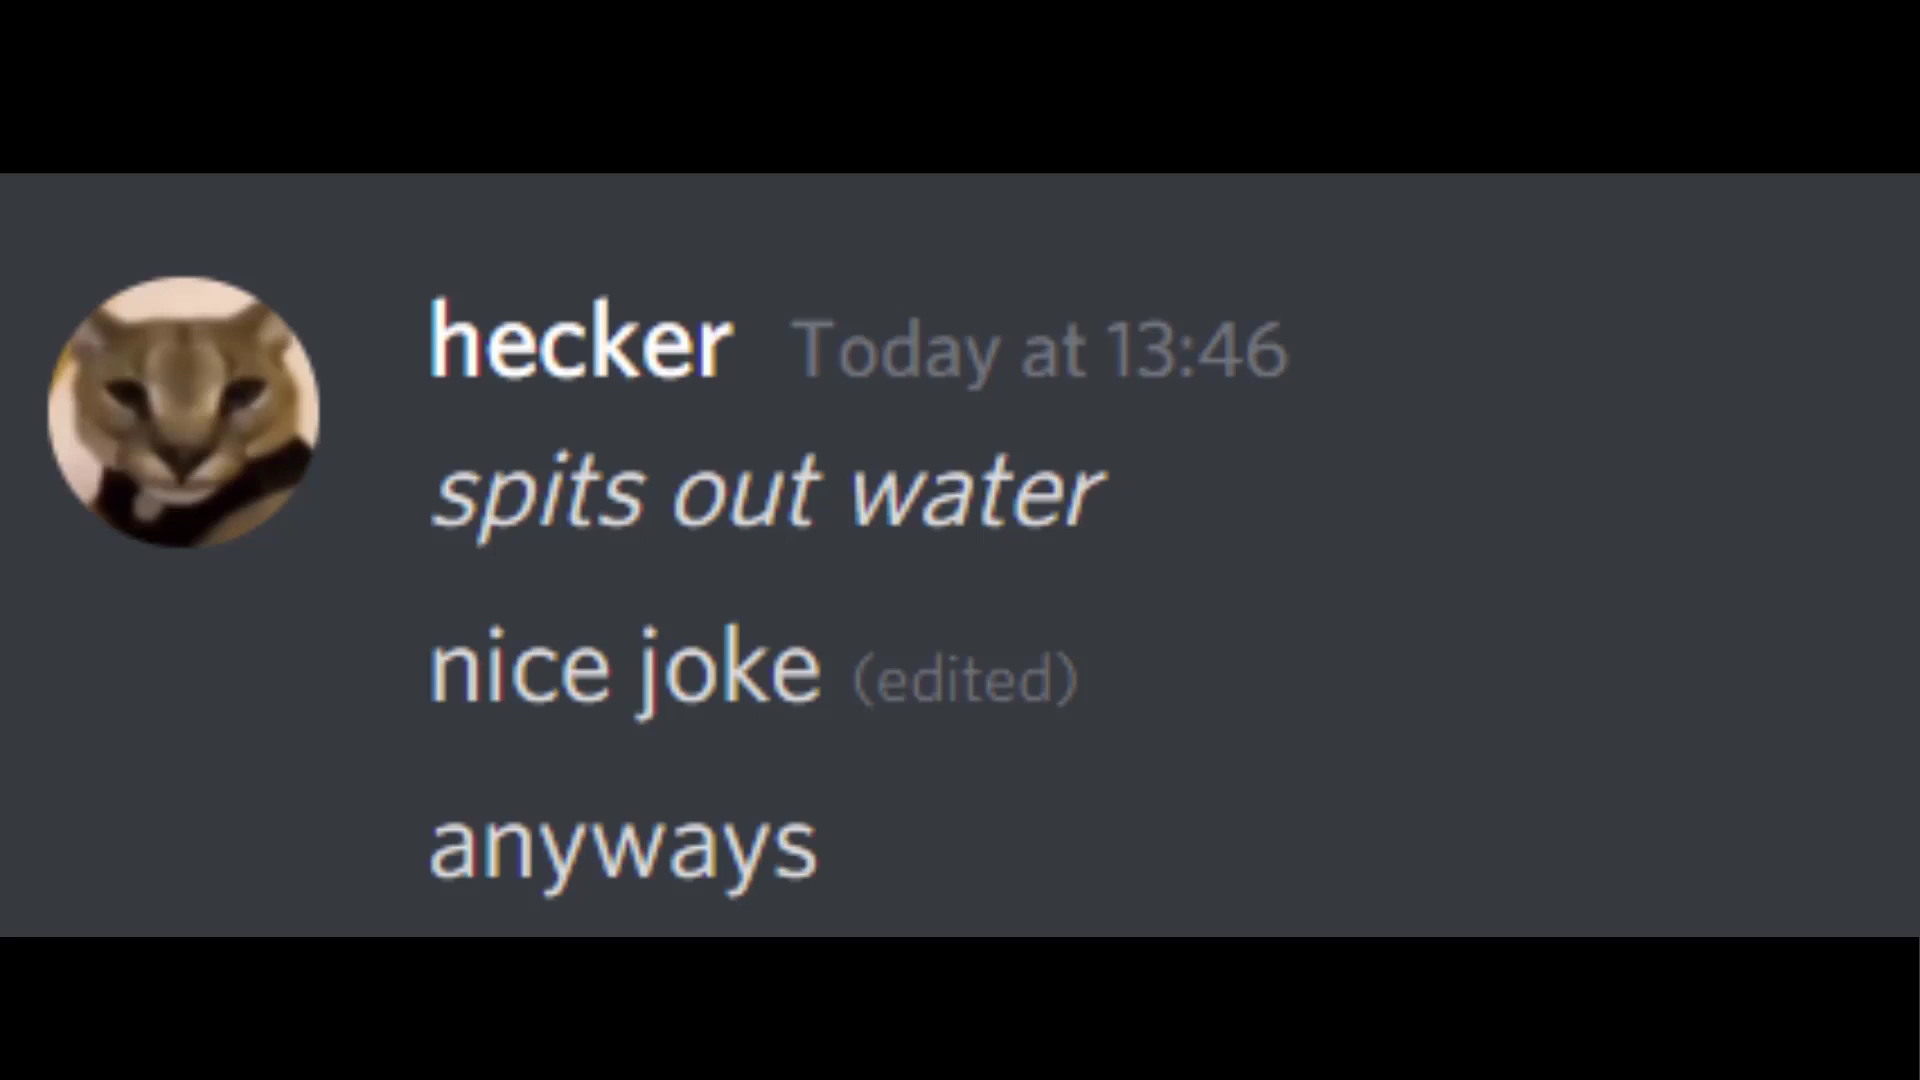 hecker Today at 13:46
spits out water
nice joke (edited)
anyways